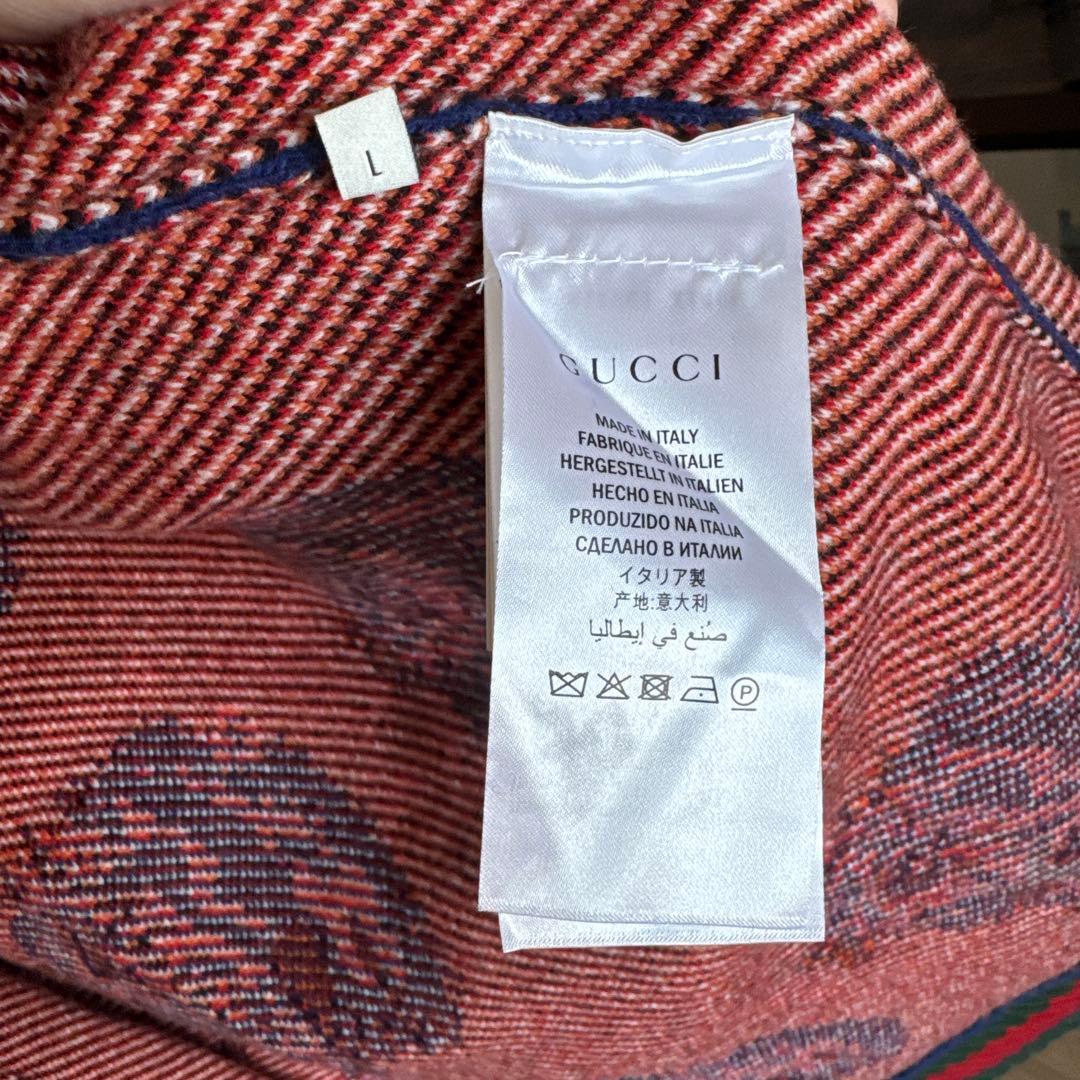 L
GUCCI
MADE IN ITALY
FABRIQUE EN ITALIE
HERGESTELLT IN ITALIEN
HECHO EN ITALIA
PRODUZIDO NA ITALIA
СДЕЛАНО В ИТАЛИИ
イタリア製
产地:意大利
صُنع في إيطاليا
P